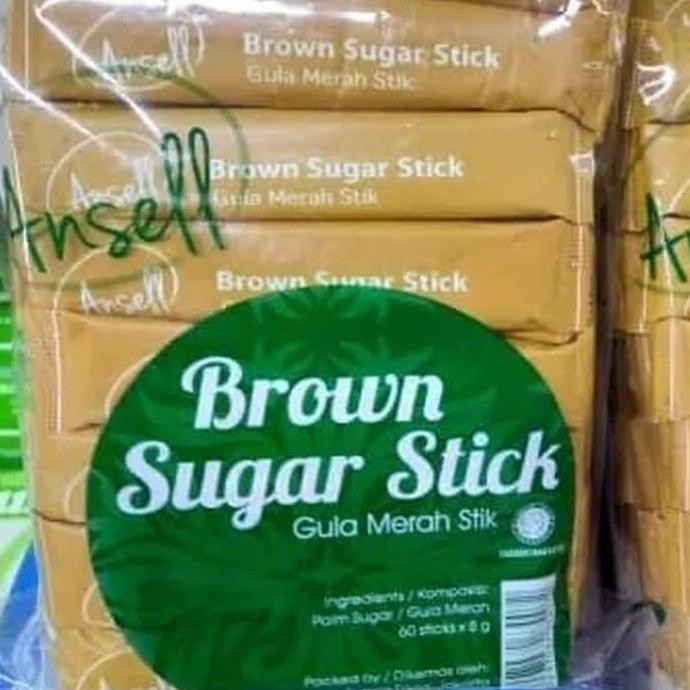 Ansell
Brown Sugar Stick
Gula Merah Stik
Ansell
Brown Sugar Stick
Gula Merah Stik
Ansell
Ansell
Brown Sugar Stick
Brown
Sugar Stick
Gula Merah Stik
Ingredients / Komposisi:
Palm Sugar / Gula Merah
60 sticks x 8 g
Packed by / Dikemas oleh: